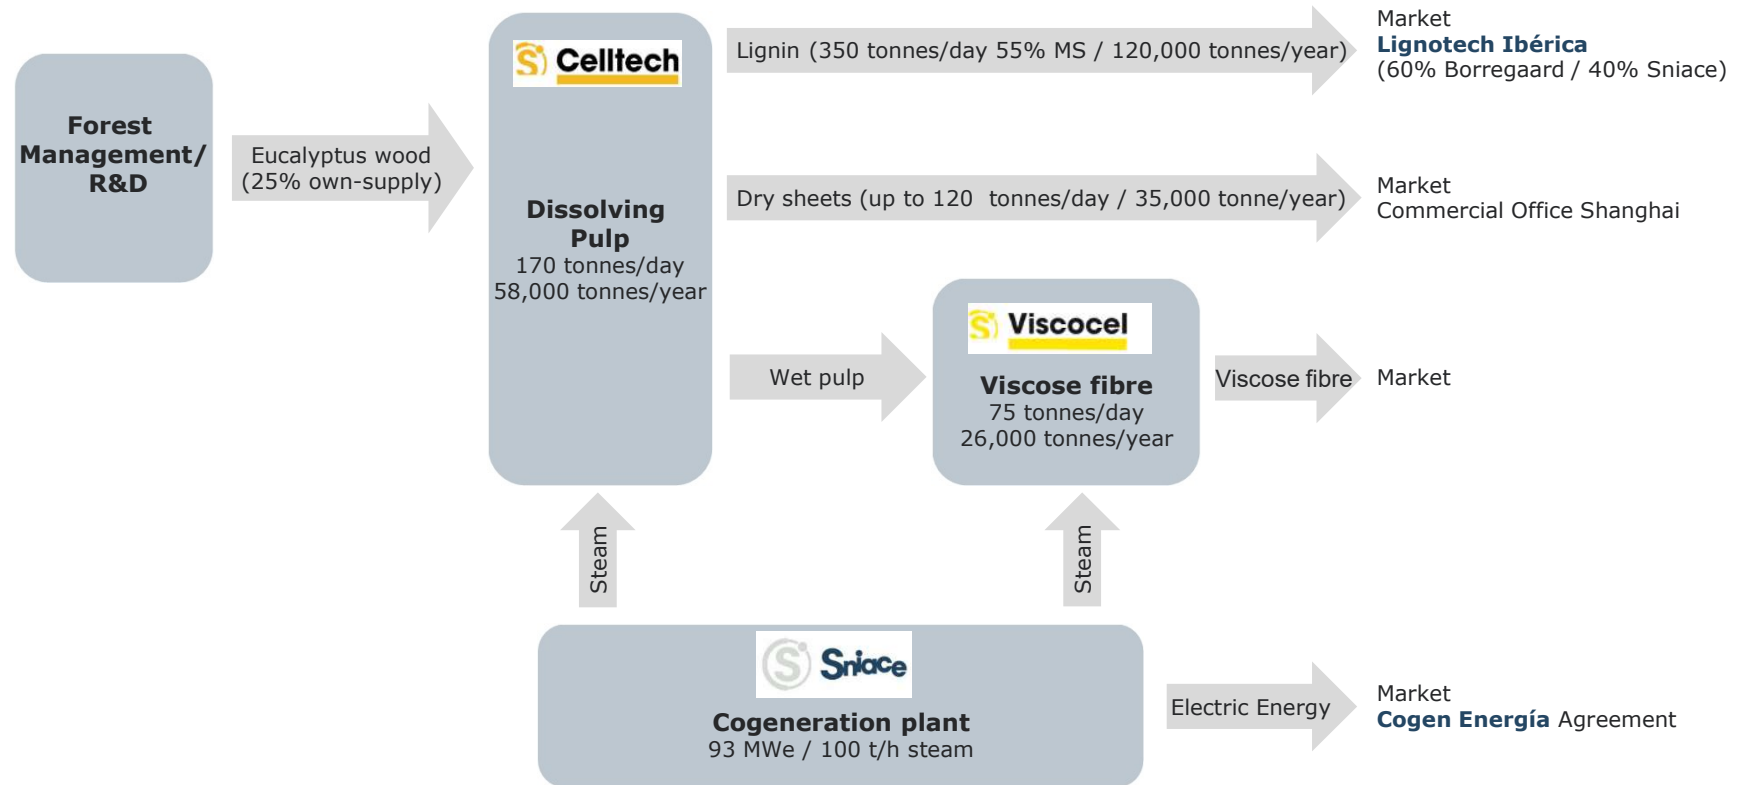 Forest
Management/
R&D
Eucalyptus wood
(25% own-supply)
S Celltech
Dissolving
Pulp
170 tonnes/day
58,000 tonnes/year
Lignin (350 tonnes/day 55% MS / 120,000 tonnes/year)
Market
Lignotech Ibérica
(60% Borregaard / 40% Sniace)
Dry sheets (up to 120  tonnes/day / 35,000 tonne/year)
Market
Commercial Office Shanghai
Wet pulp
S Viscocel
Viscose fibre
75 tonnes/day
26,000 tonnes/year
Viscose fibre
Market
Steam
Steam
S Sniace
Cogeneration plant
93 MWe / 100 t/h steam
Electric Energy
Market
Cogen Energía Agreement